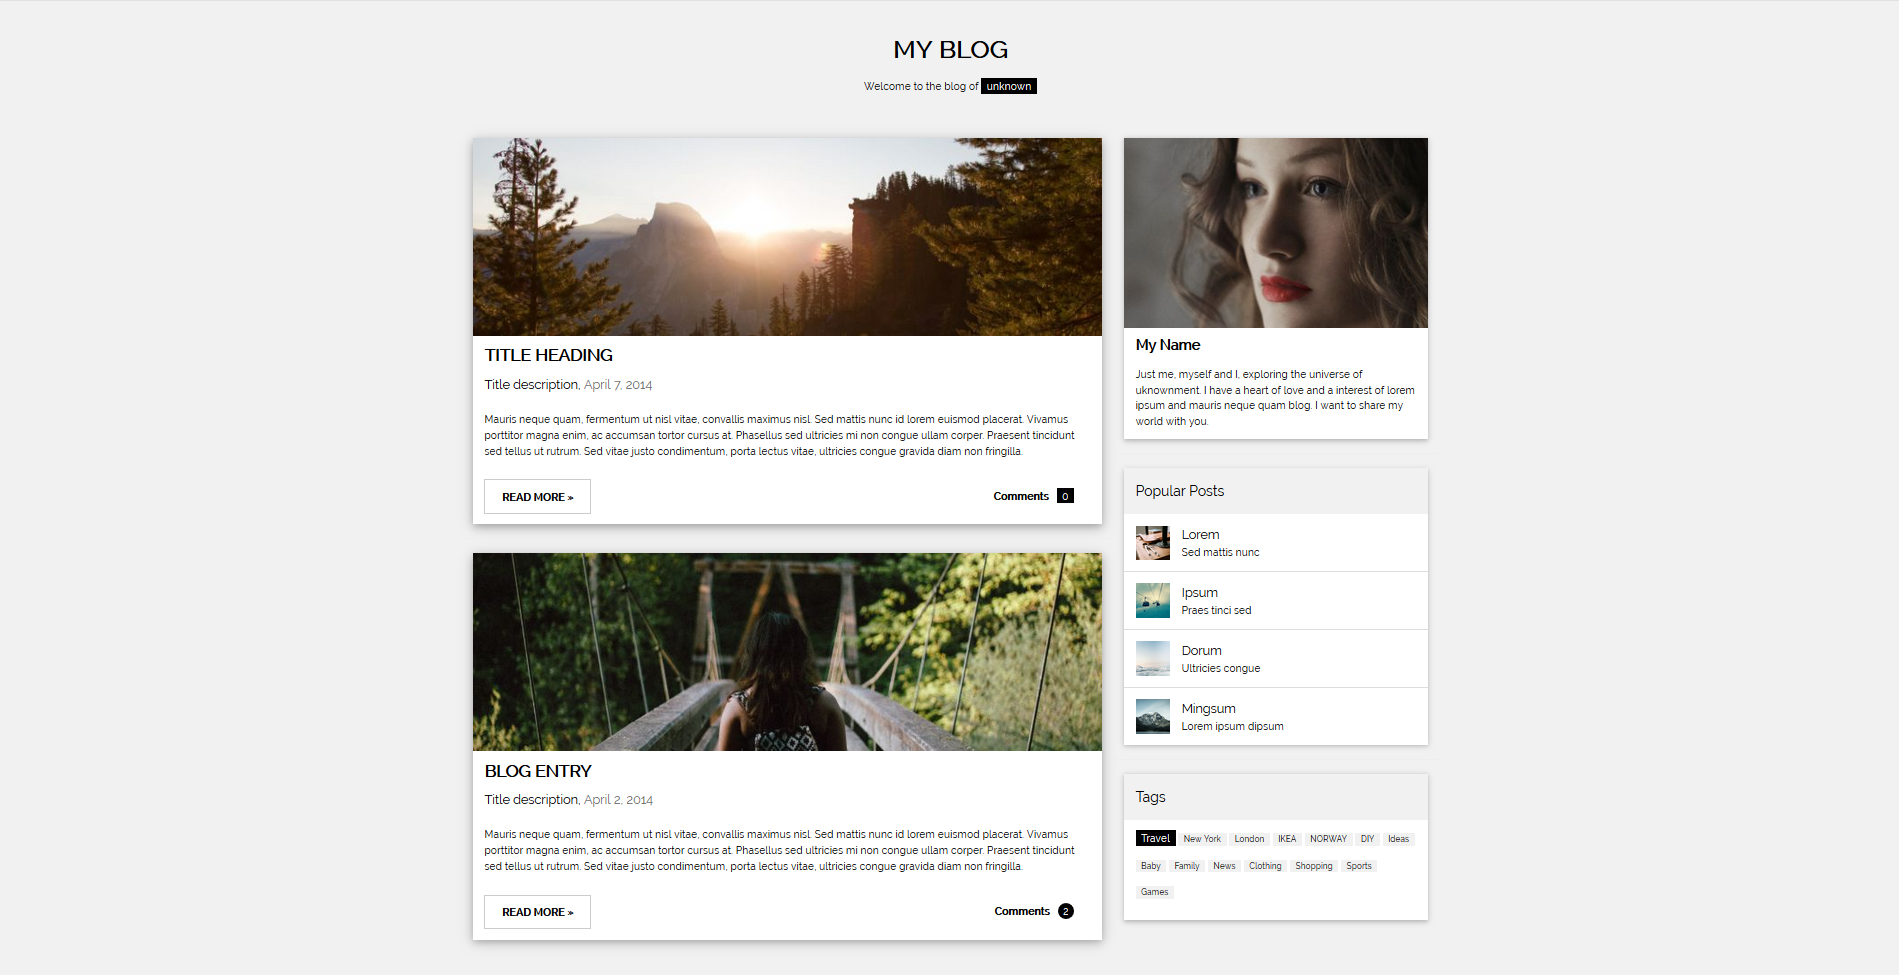 MY BLOG
Welcome to the blog of unknown
TITLE HEADING
Title description, April 7, 2014
Mauris neque quam, fermentum ut nisl vitae, convallis maximus nisl. Sed mattis nunc id lorem euismod placerat. Vivamus
porttitor magna enim, ac accumsan tortor cursus at. Phasellus sed ultricies mi non congue ullam corper. Praesent tincidunt
sed tellus ut rutrum. Sed vitae justo condimentum, porta lectus vitae, ultricies congue gravida diam non fringilla.
READ MORE »
Comments 0
BLOG ENTRY
Title description, April 2, 2014
Mauris neque quam, fermentum ut nisl vitae, convallis maximus nisl. Sed mattis nunc id lorem euismod placerat. Vivamus
porttitor magna enim, ac accumsan tortor cursus at. Phasellus sed ultricies mi non congue ullam corper. Praesent tincidunt
sed tellus ut rutrum. Sed vitae justo condimentum, porta lectus vitae, ultricies congue gravida diam non fringilla.
READ MORE »
Comments 2
My Name
Just me, myself and I, exploring the universe of
uknownment. I have a heart of love and a interest of lorem
ipsum and mauris neque quam blog. I want to share my
world with you.
Popular Posts
Lorem
Sed mattis nunc
Ipsum
Praes tinci sed
Dorum
Ultricies congue
Mingsum
Lorem ipsum dipsum
Tags
Travel New York London IKEA NORWAY DIY Ideas
Baby Family News Clothing Shopping Sports
Games